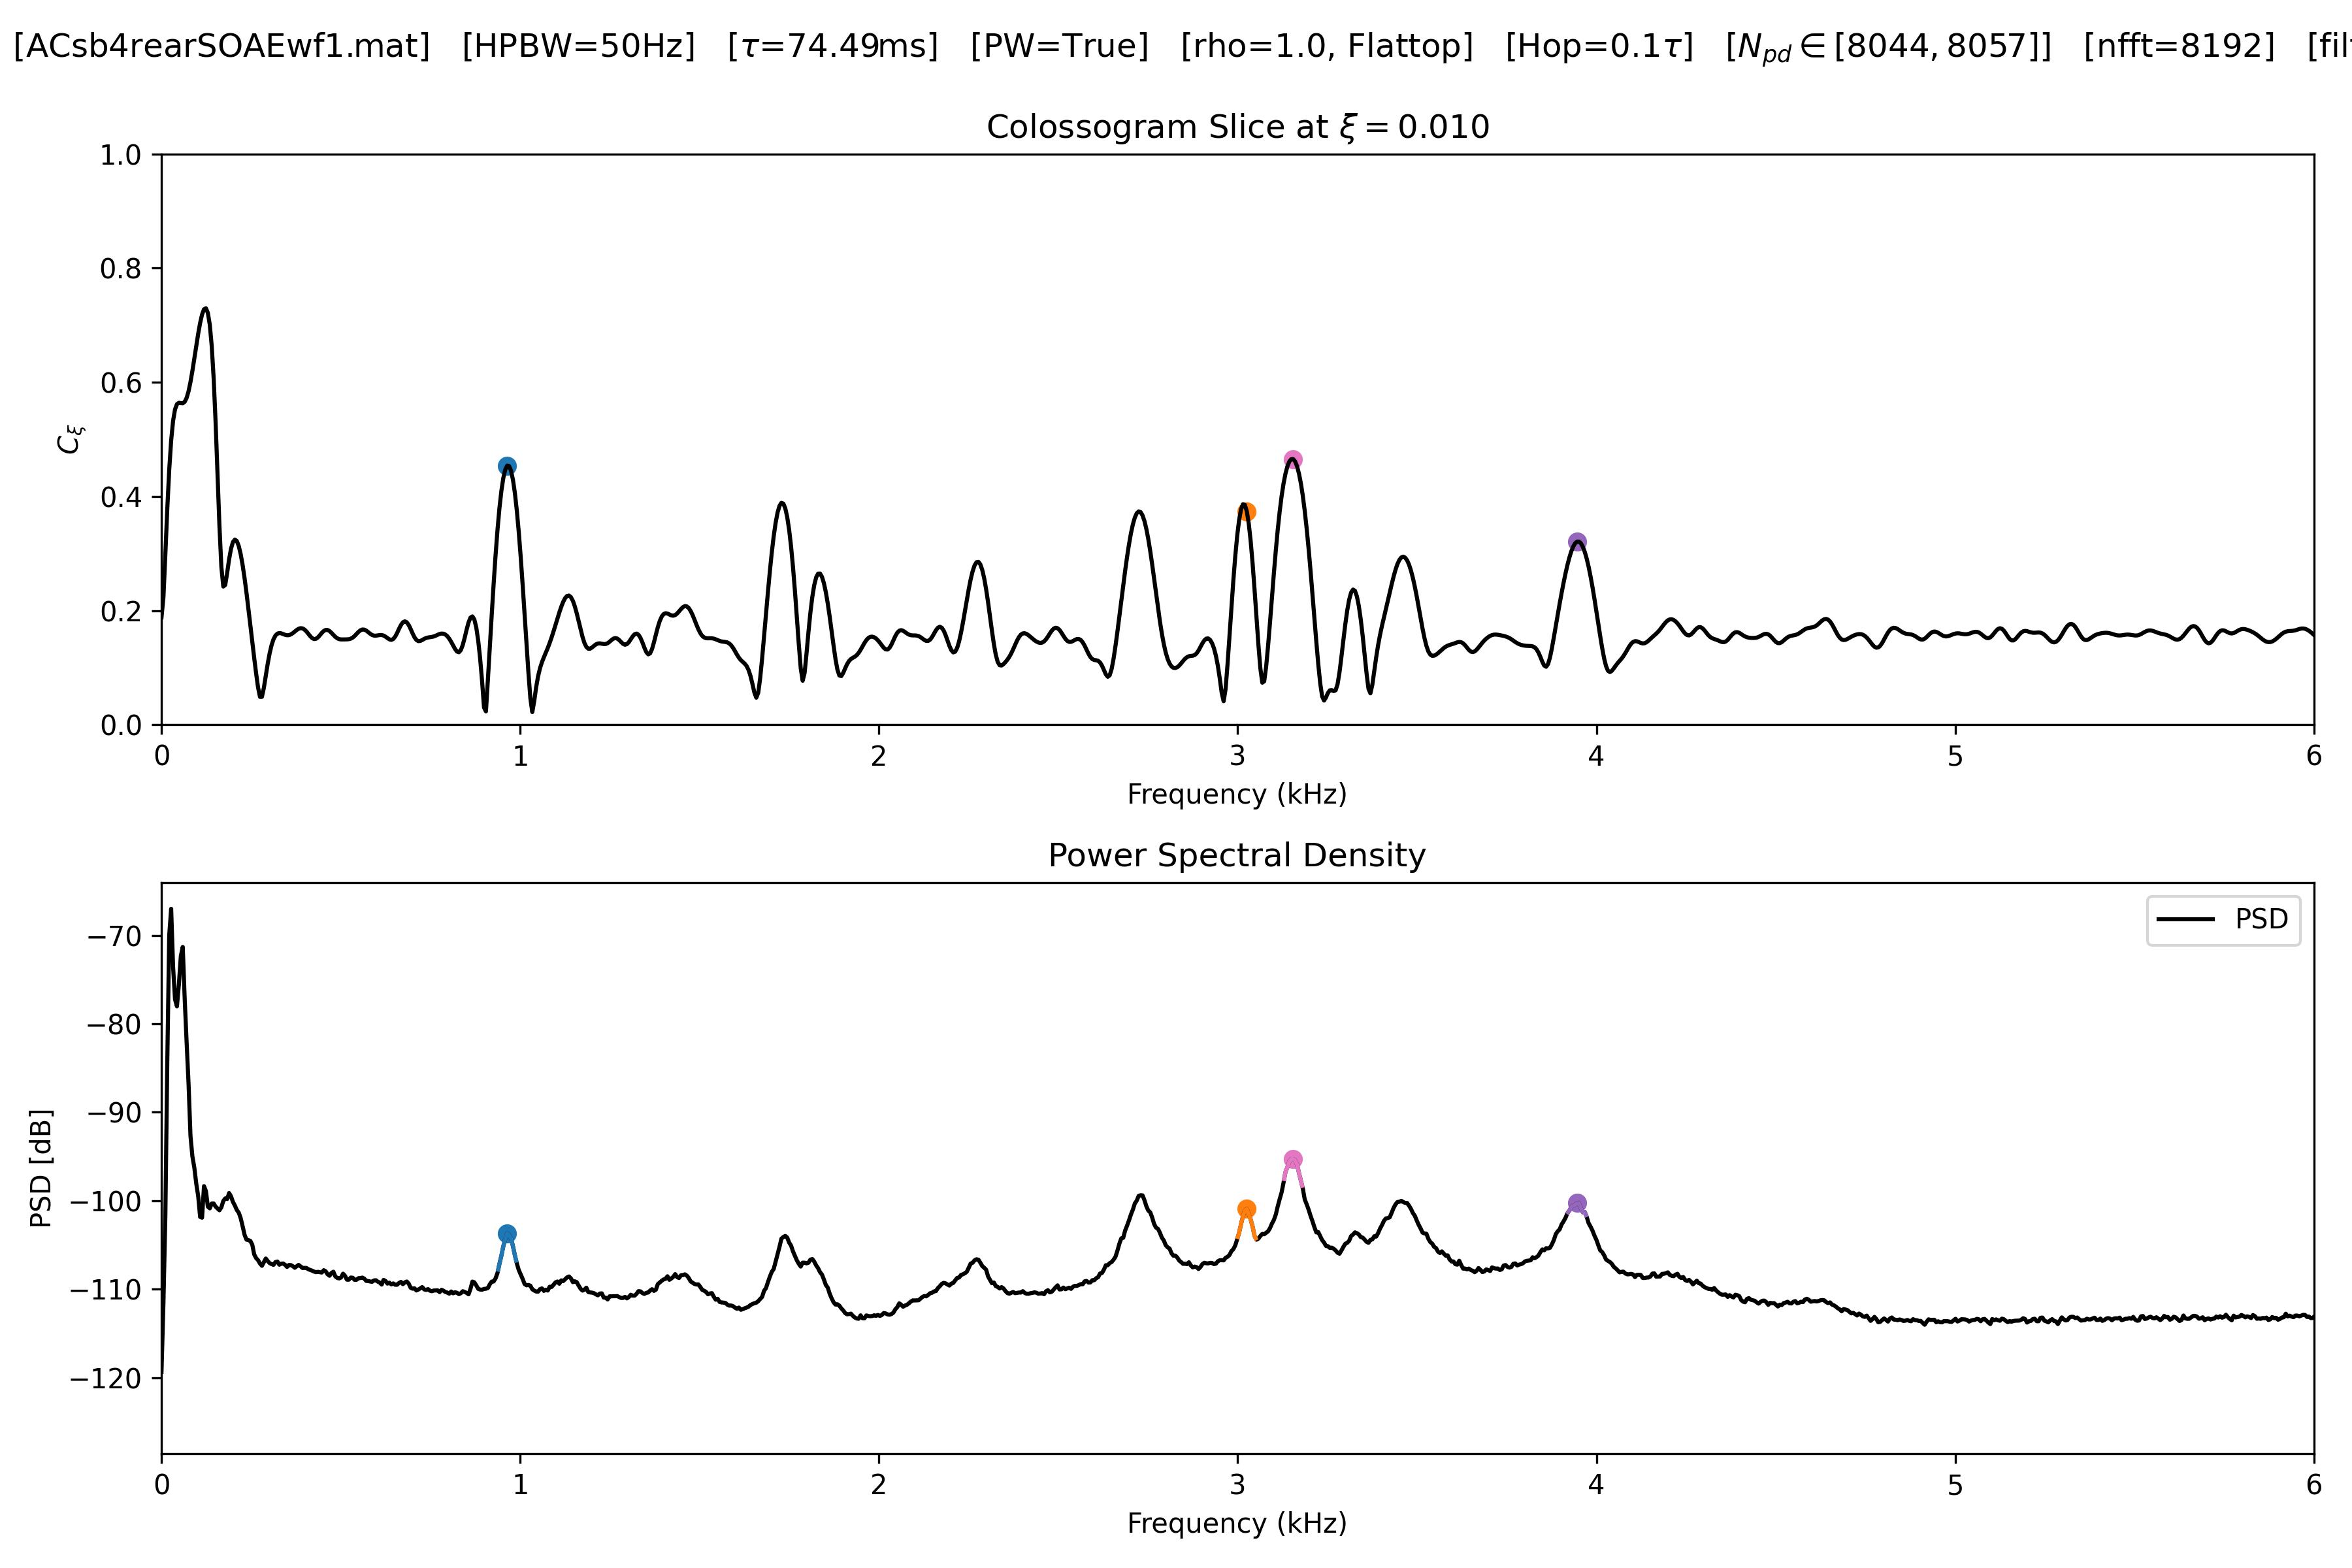 [ACsb4rearSOAEwf1.mat] [HPBW=50Hz] [τ=74.49ms] [PW=True] [rho=1.0, Flattop] [Hop=0.1τ] [N_pd ∈ [8044, 8057]] [nfft=8192]
Colossogram Slice at ξ = 0.010
1.0
0.8
0.6
0.4
0.2
0.0
C_ξ
0 1 2 3 4 5 6
Frequency (kHz)
Power Spectral Density
PSD
−70
−80
−90
−100
−110
−120
PSD [dB]
0 1 2 3 4 5 6
Frequency (kHz)